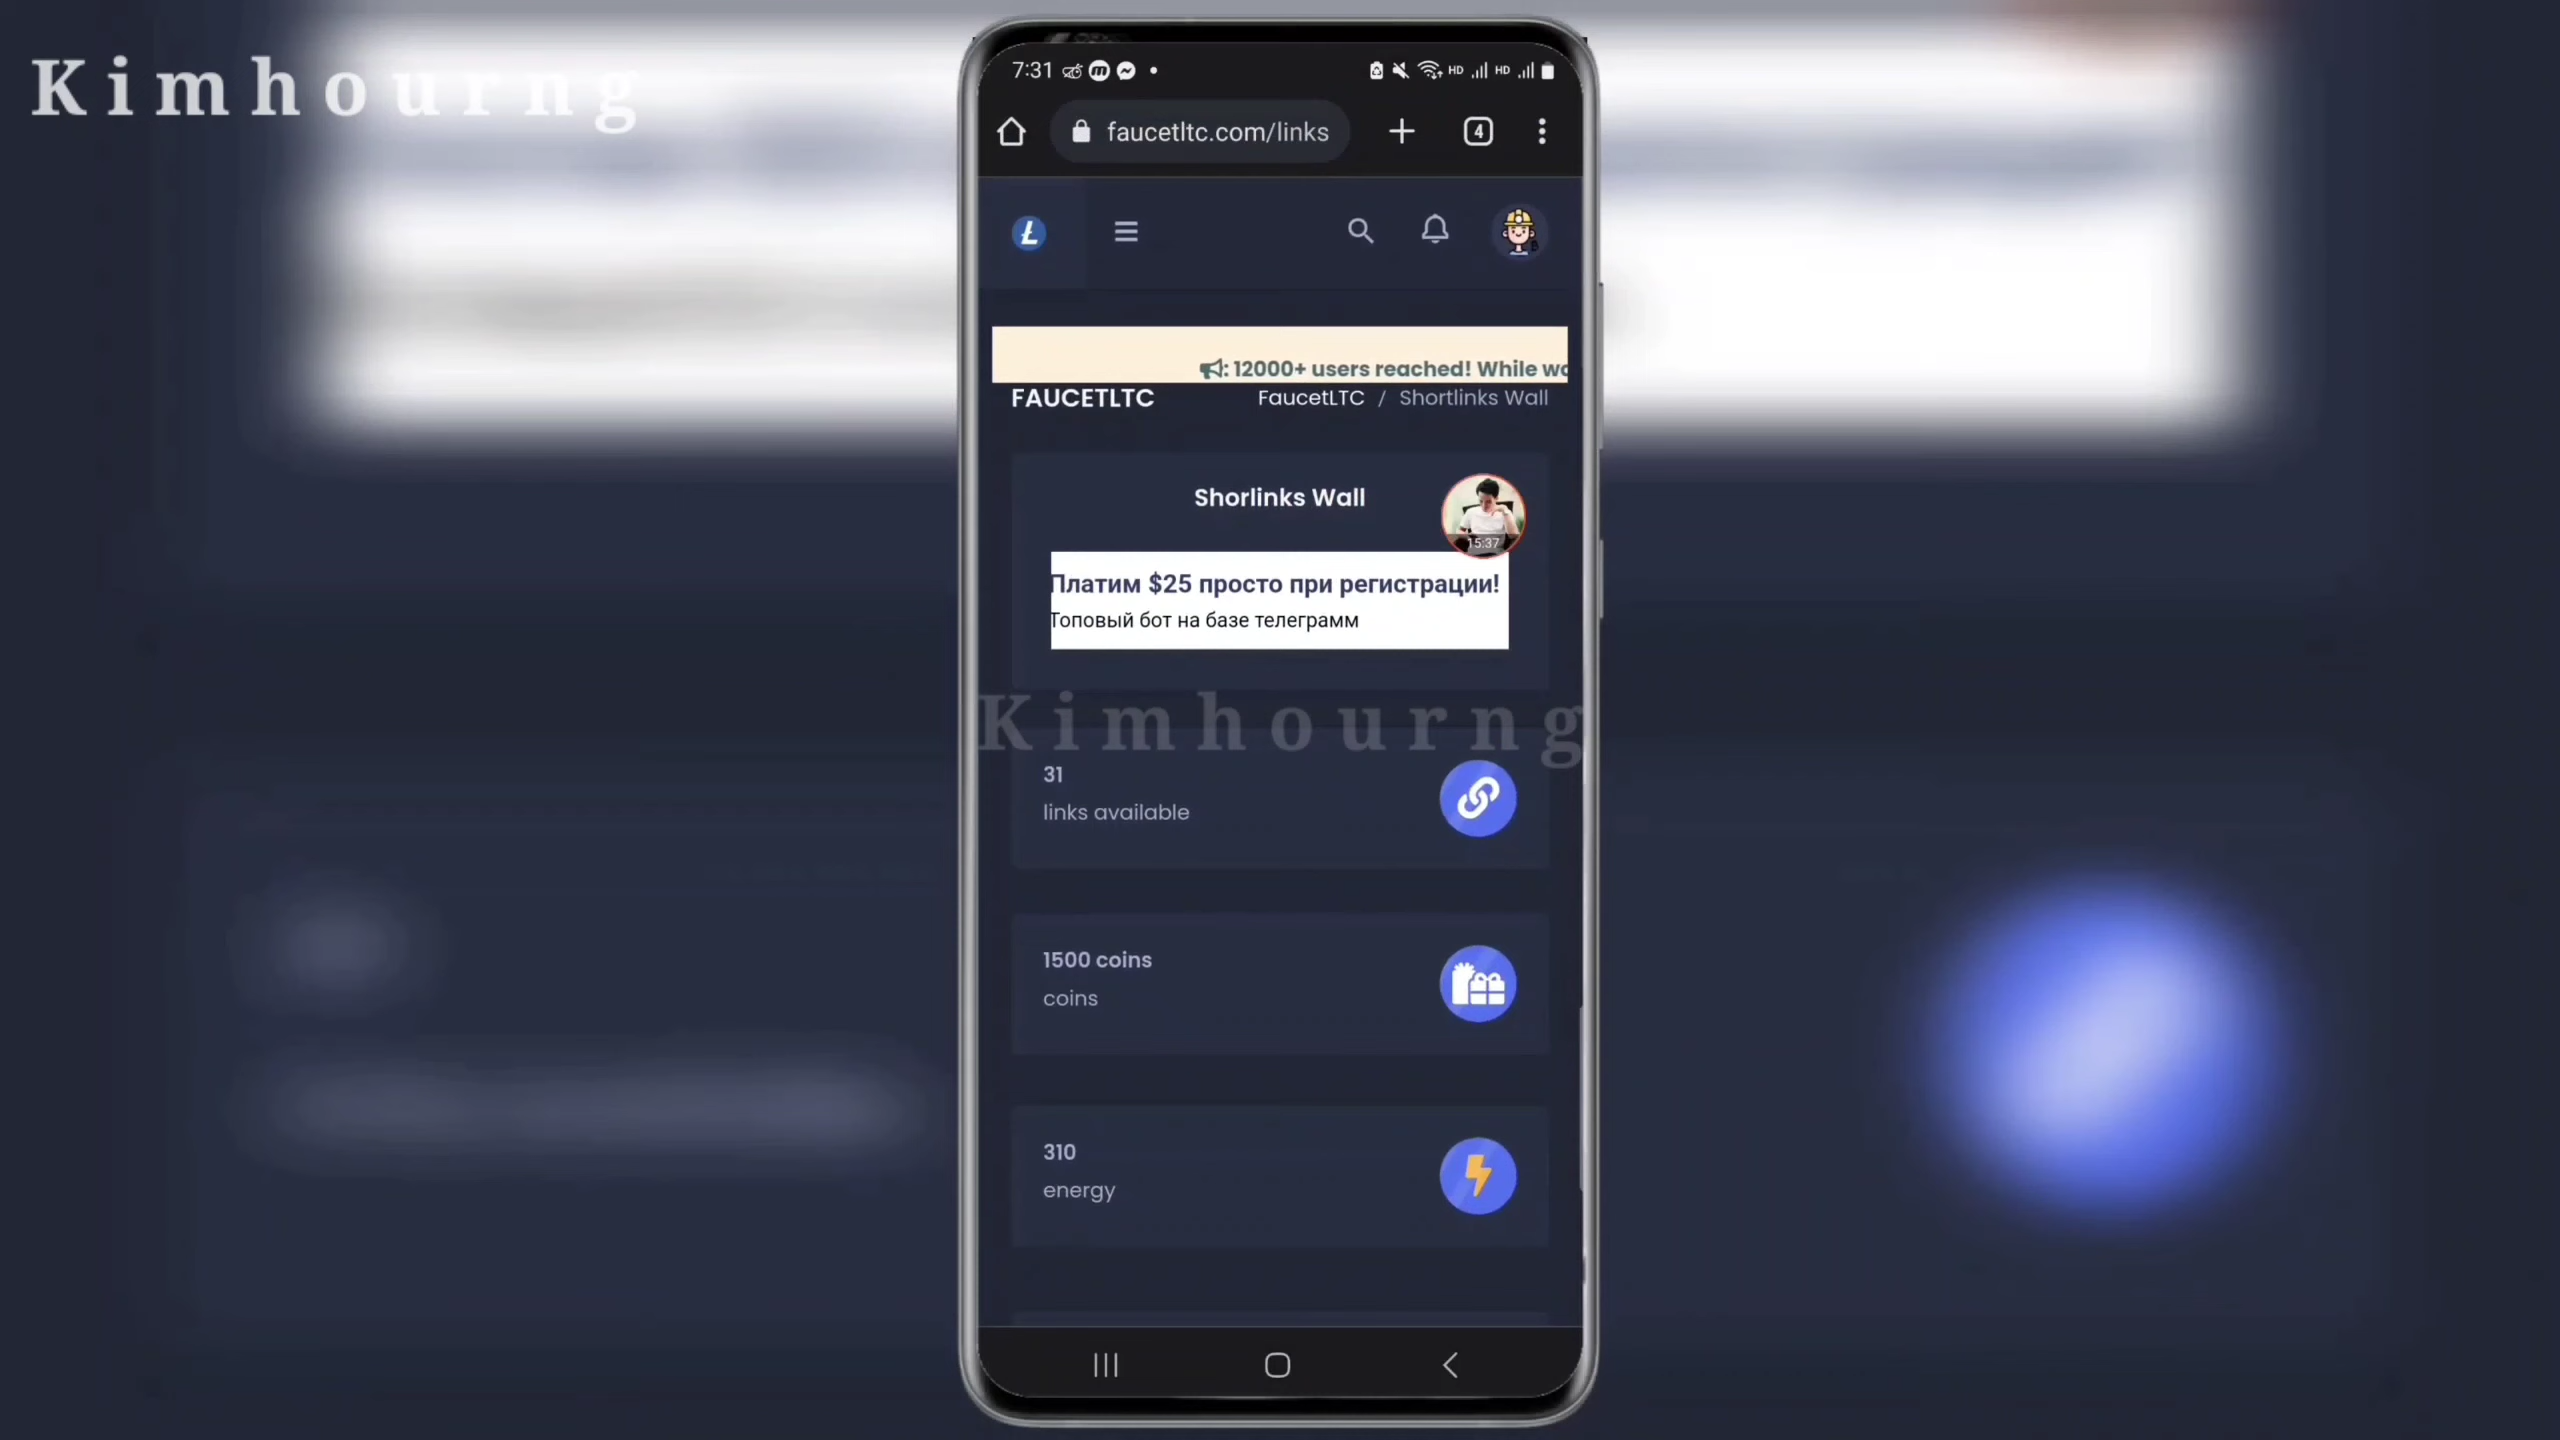 Kimhourng
7:31
HD HD
faucetltc.com/links
4
: 12000+ users reached! While
FAUCETLTC
FaucetLTC / Shortlinks Wall
Shorlinks Wall
15:37
Платим $25 просто при регистрации!
Топовый бот на базе телеграмм
Kimhourng
31
links available
1500 coins
coins
310
energy